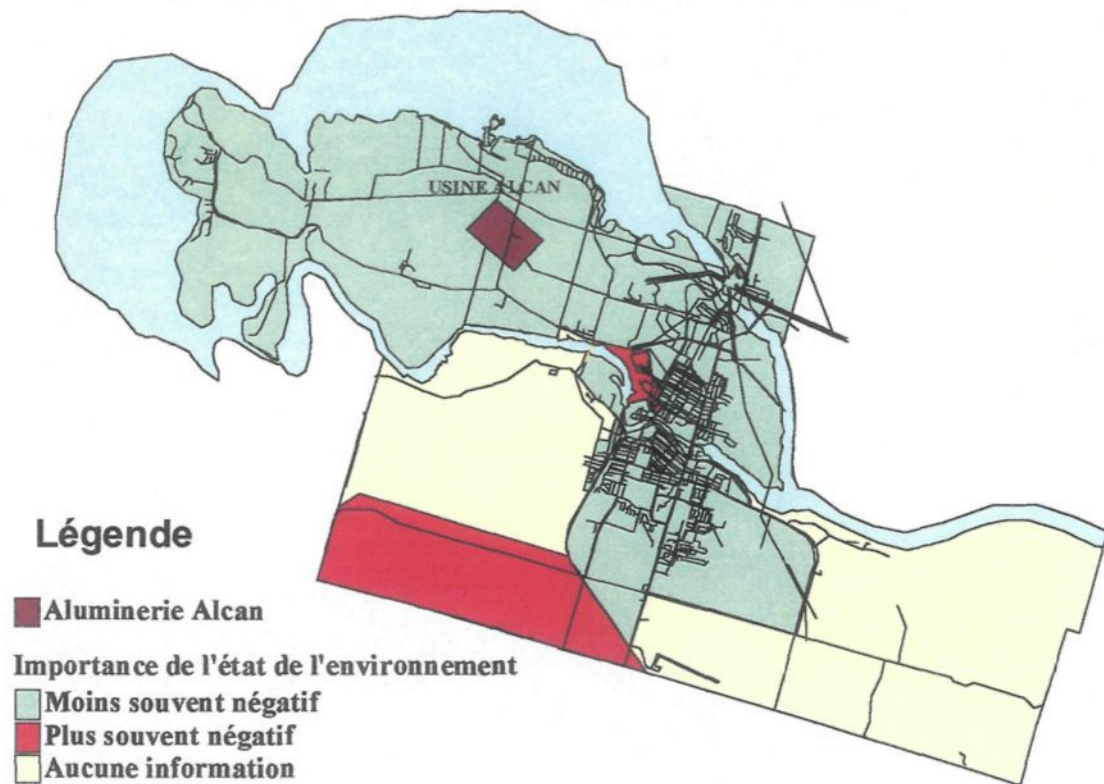 USINE ALCAN
Légende
Aluminerie Alcan
Importance de l'état de l'environnement
Moins souvent négatif
Plus souvent négatif
Aucune information